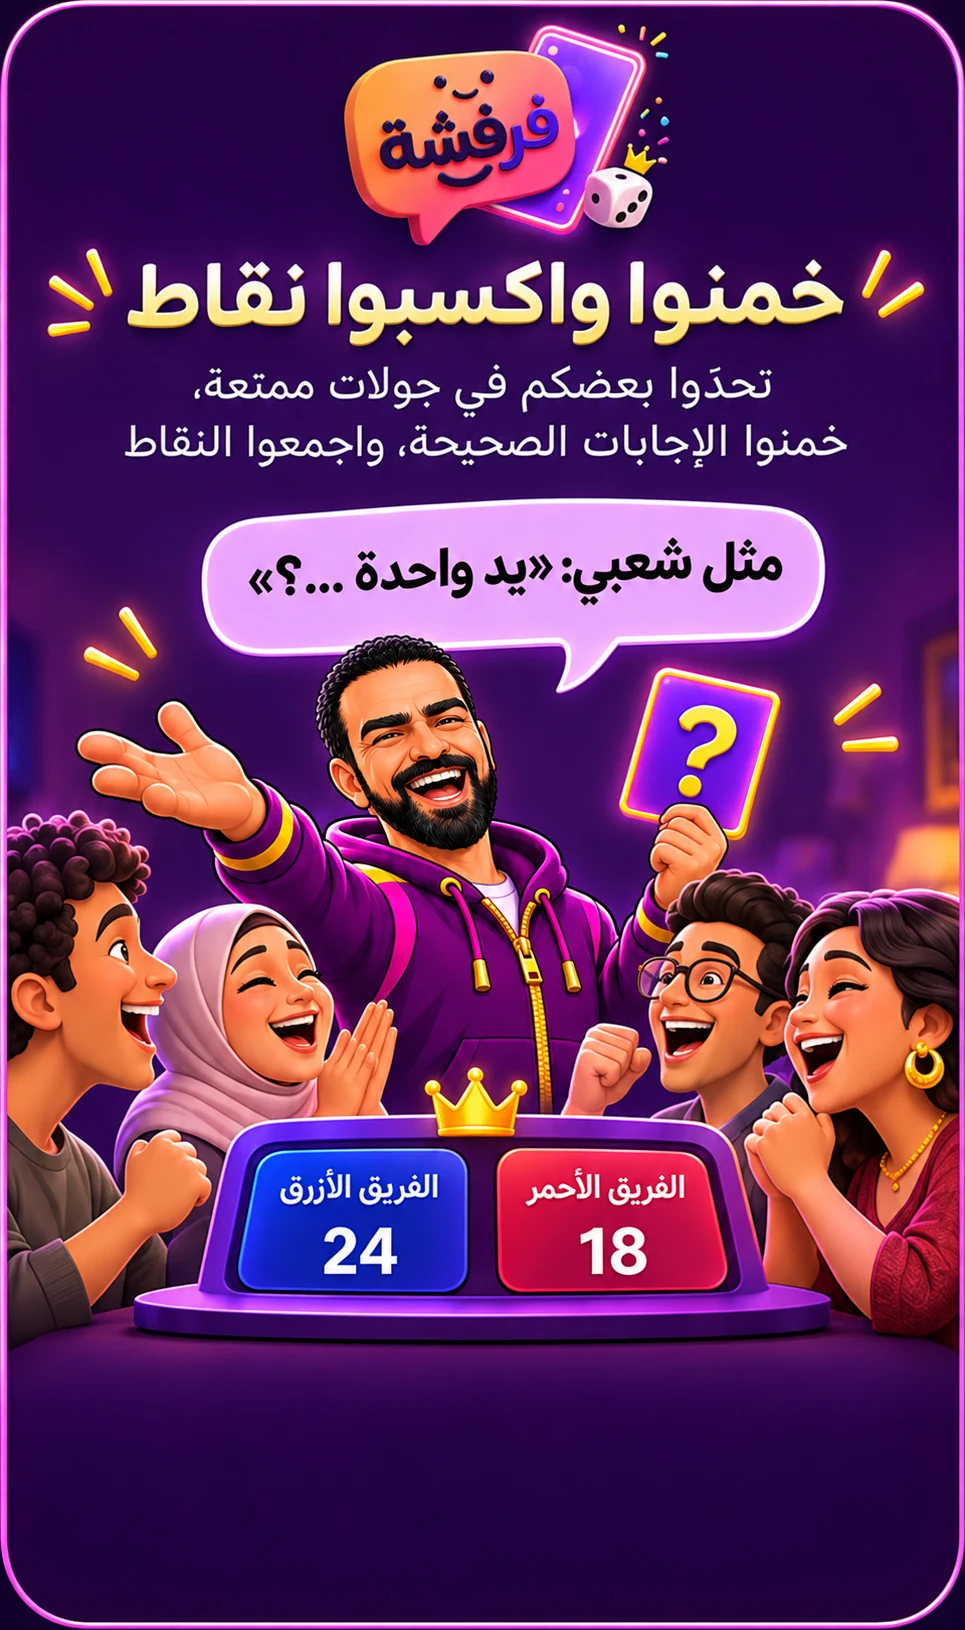 فرفشة
خمنوا واكسبوا نقاط
تحدَوا بعضكم في جولات ممتعة،
خمنوا الإجابات الصحيحة، واجمعوا النقاط
مثل شعبي: «يد واحدة ...؟»
?
الفريق الأحمر
18
الفريق الأزرق
24